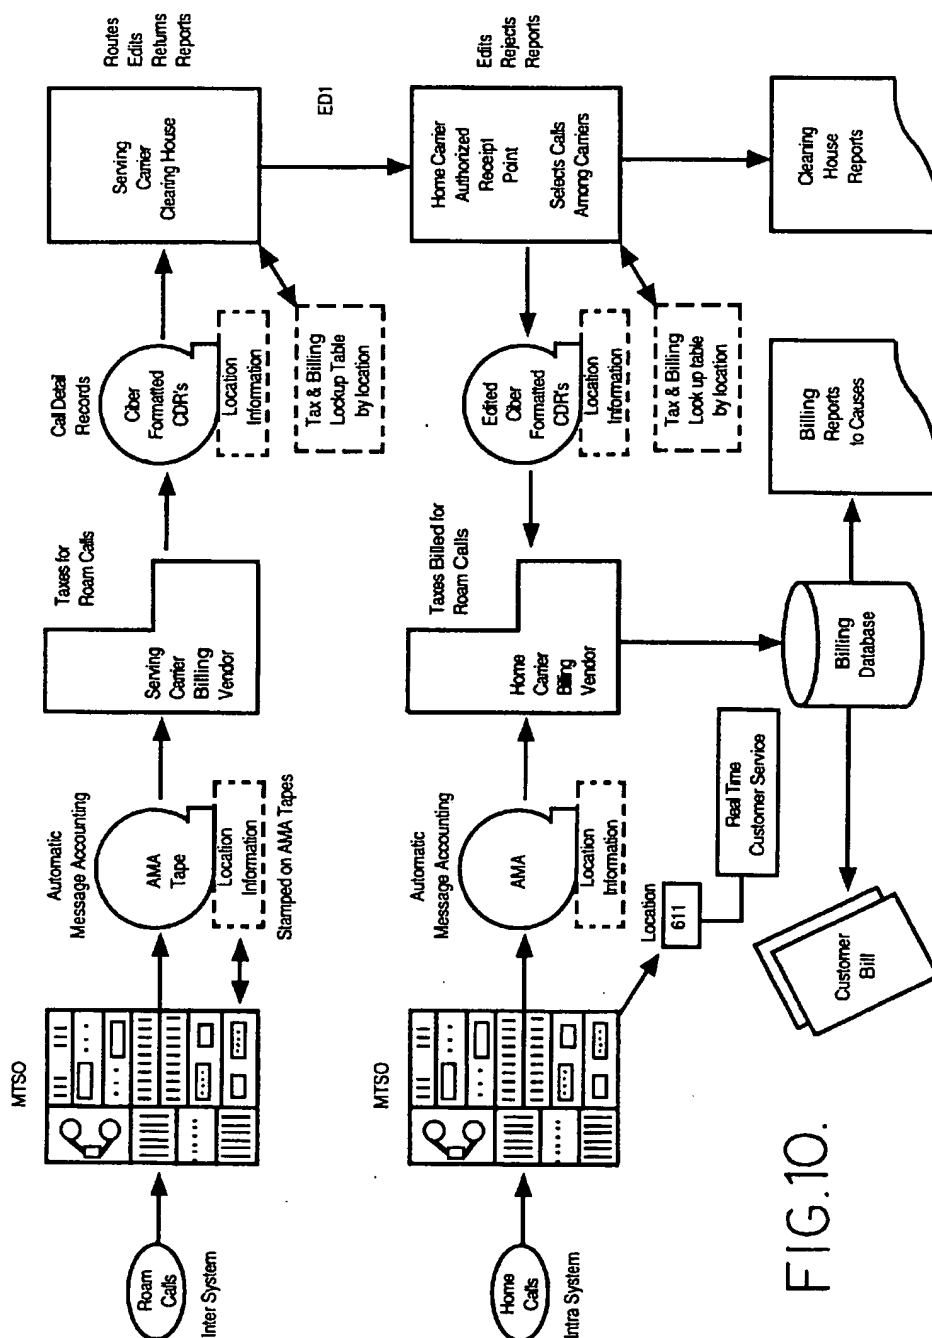 Roam
Calls
Inter System
MTSO
Automatic
Message Accounting
AMA
Tape
Location
Information
Stamped on AMA Tapes
Taxes for
Roam Calls
Serving
Carrier
Billing
Vendor
Call Detail
Records
Ciber
Formatted
CDR's
Location
Information
Tax & Billing
Lockup Table
by location
Serving
Carrier
Clearing House
Routes
Edits
Returns
Reports
ED1
Home
Calls
Intra System
MTSO
Automatic
Message Accounting
AMA
Location
Information
Location
611
Real Time
Customer Service
Taxes Billed for
Roam Calls
Home
Carrier
Billing
Vendor
Edited
Ciber
Formatted
CDR's
Location
Information
Tax & Billing
Look up table
by location
Home Carrier
Authorized
Receipt
Point
Selects Calls
Among Carriers
Edits
Rejects
Reports
Customer
Bill
Billing
Database
Billing
Reports
to Causes
Cleaning
House
Reports
FIG.10.